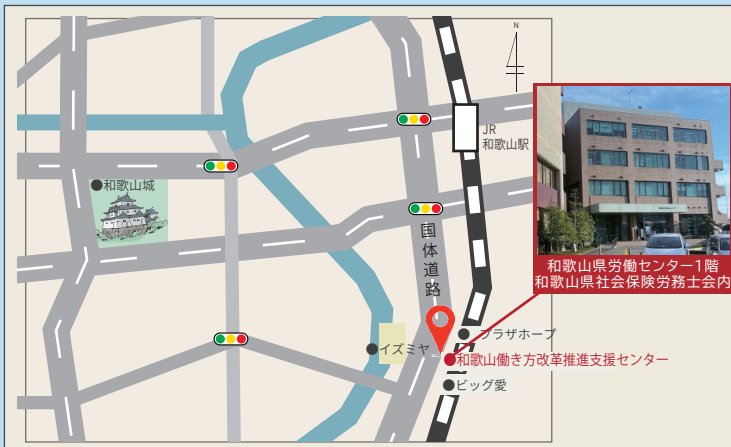 N
JR
和歌山駅
和歌山城
国体道路
和歌山県労働センター1階
和歌山県社会保険労務士会内
プラザホープ
イズミヤ
和歌山働き方改革推進支援センター
ビッグ愛